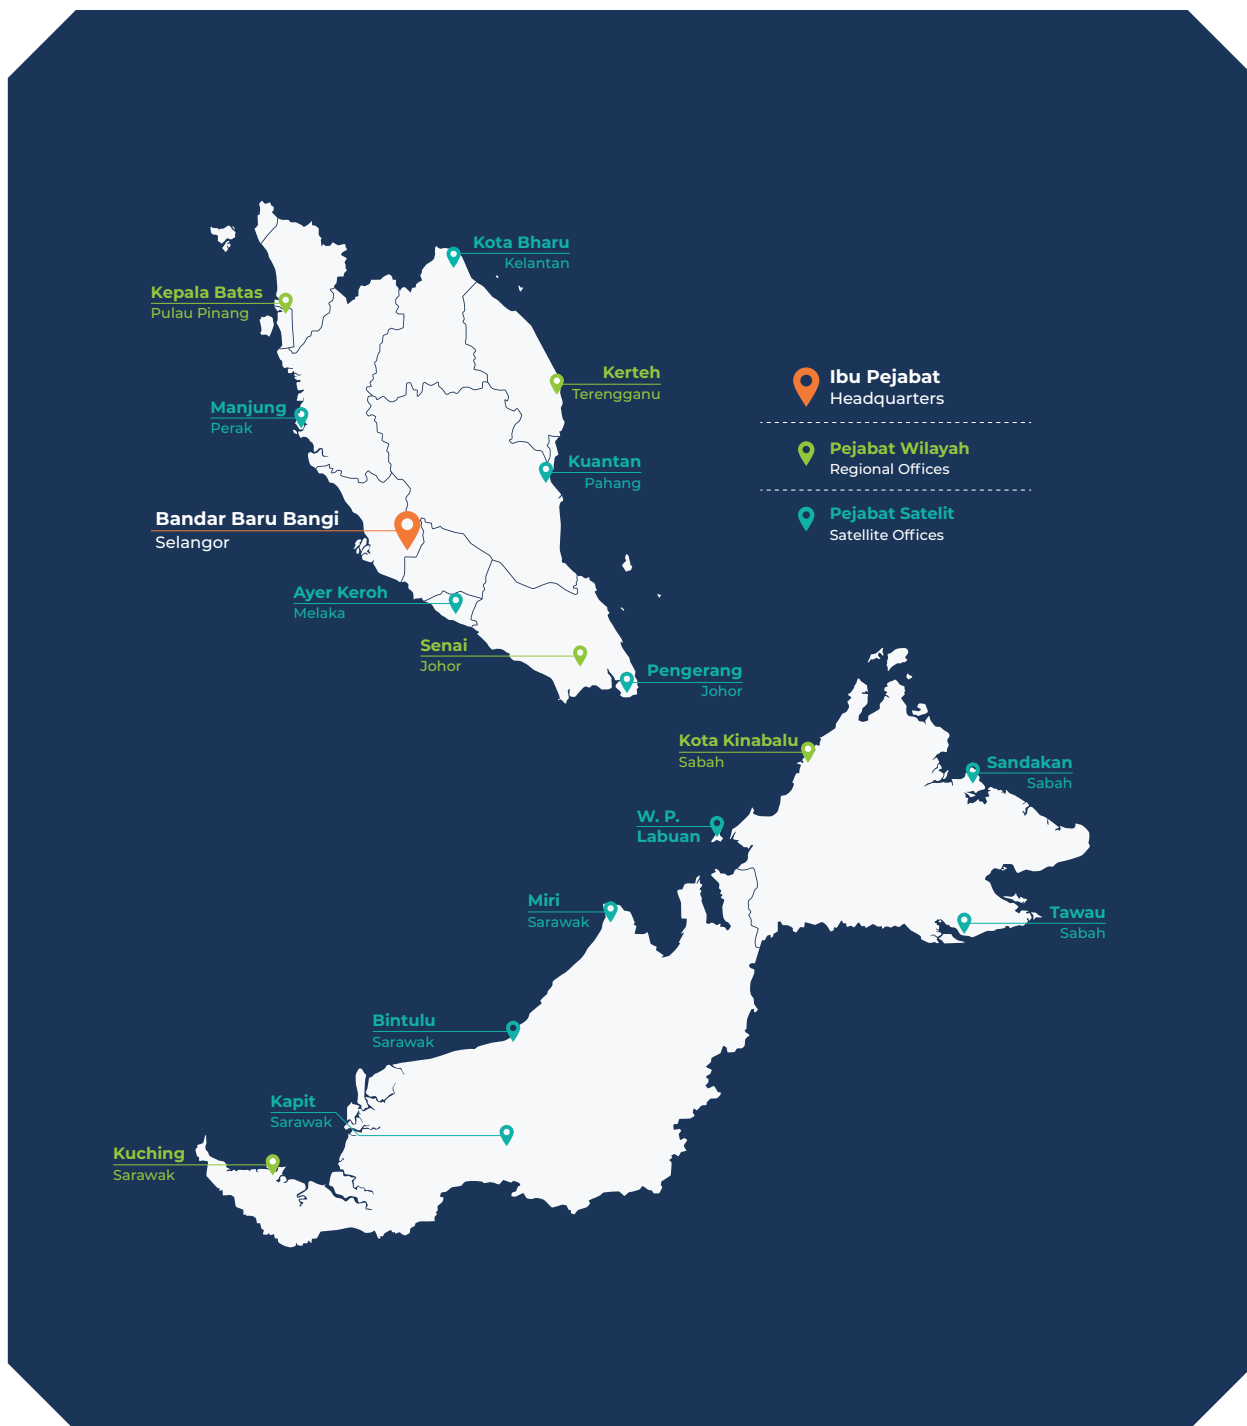 Kota Bharu
Kelantan
Kepala Batas
Pulau Pinang
Kerteh
Terengganu
Manjung
Perak
Kuantan
Pahang
Bandar Baru Bangi
Selangor
Ayer Keroh
Melaka
Senai
Johor
Pengerang
Johor
Ibu Pejabat
Headquarters
Pejabat Wilayah
Regional Offices
Pejabat Satelit
Satellite Offices
Kota Kinabalu
Sabah
Sandakan
Sabah
W. P.
Labuan
Miri
Sarawak
Tawau
Sabah
Bintulu
Sarawak
Kapit
Sarawak
Kuching
Sarawak